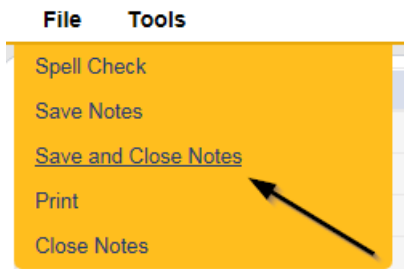 File Tools
Spell Check
Save Notes
Save and Close Notes
Print
Close Notes